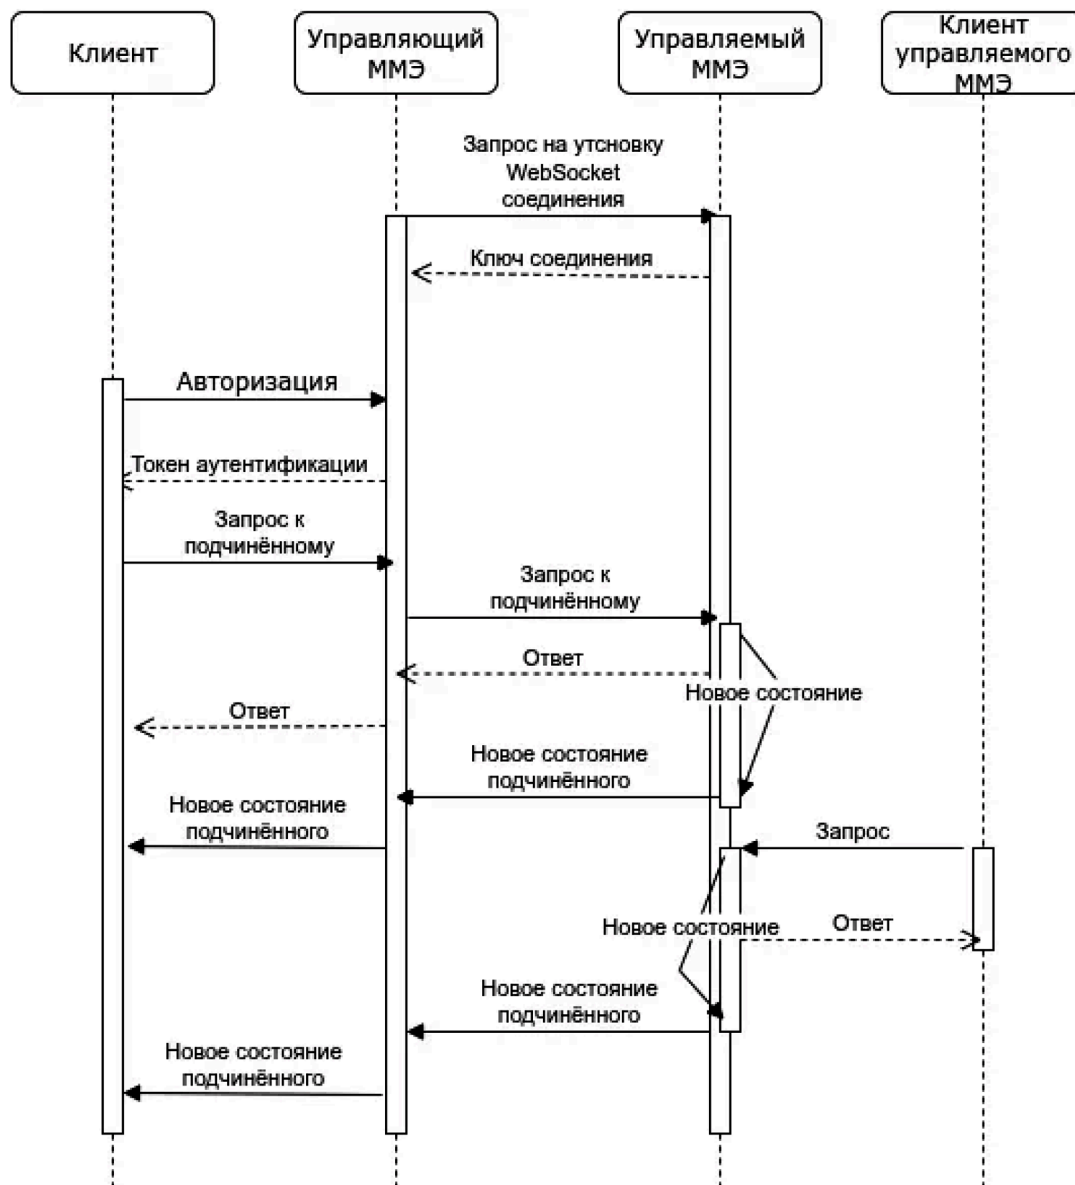 Клиент
Управляющий
ММЭ
Управляемый
ММЭ
Клиент
управляемого
ММЭ
Запрос на утсновку
WebSocket
соединения
Ключ соединения
Авторизация
Токен аутентификации
Запрос к
подчинённому
Запрос к
подчинённому
Ответ
Новое состояние
Ответ
Новое состояние
подчинённого
Новое состояние
подчинённого
Запрос
Новое состояние
Ответ
Новое состояние
подчинённого
Новое состояние
подчинённого